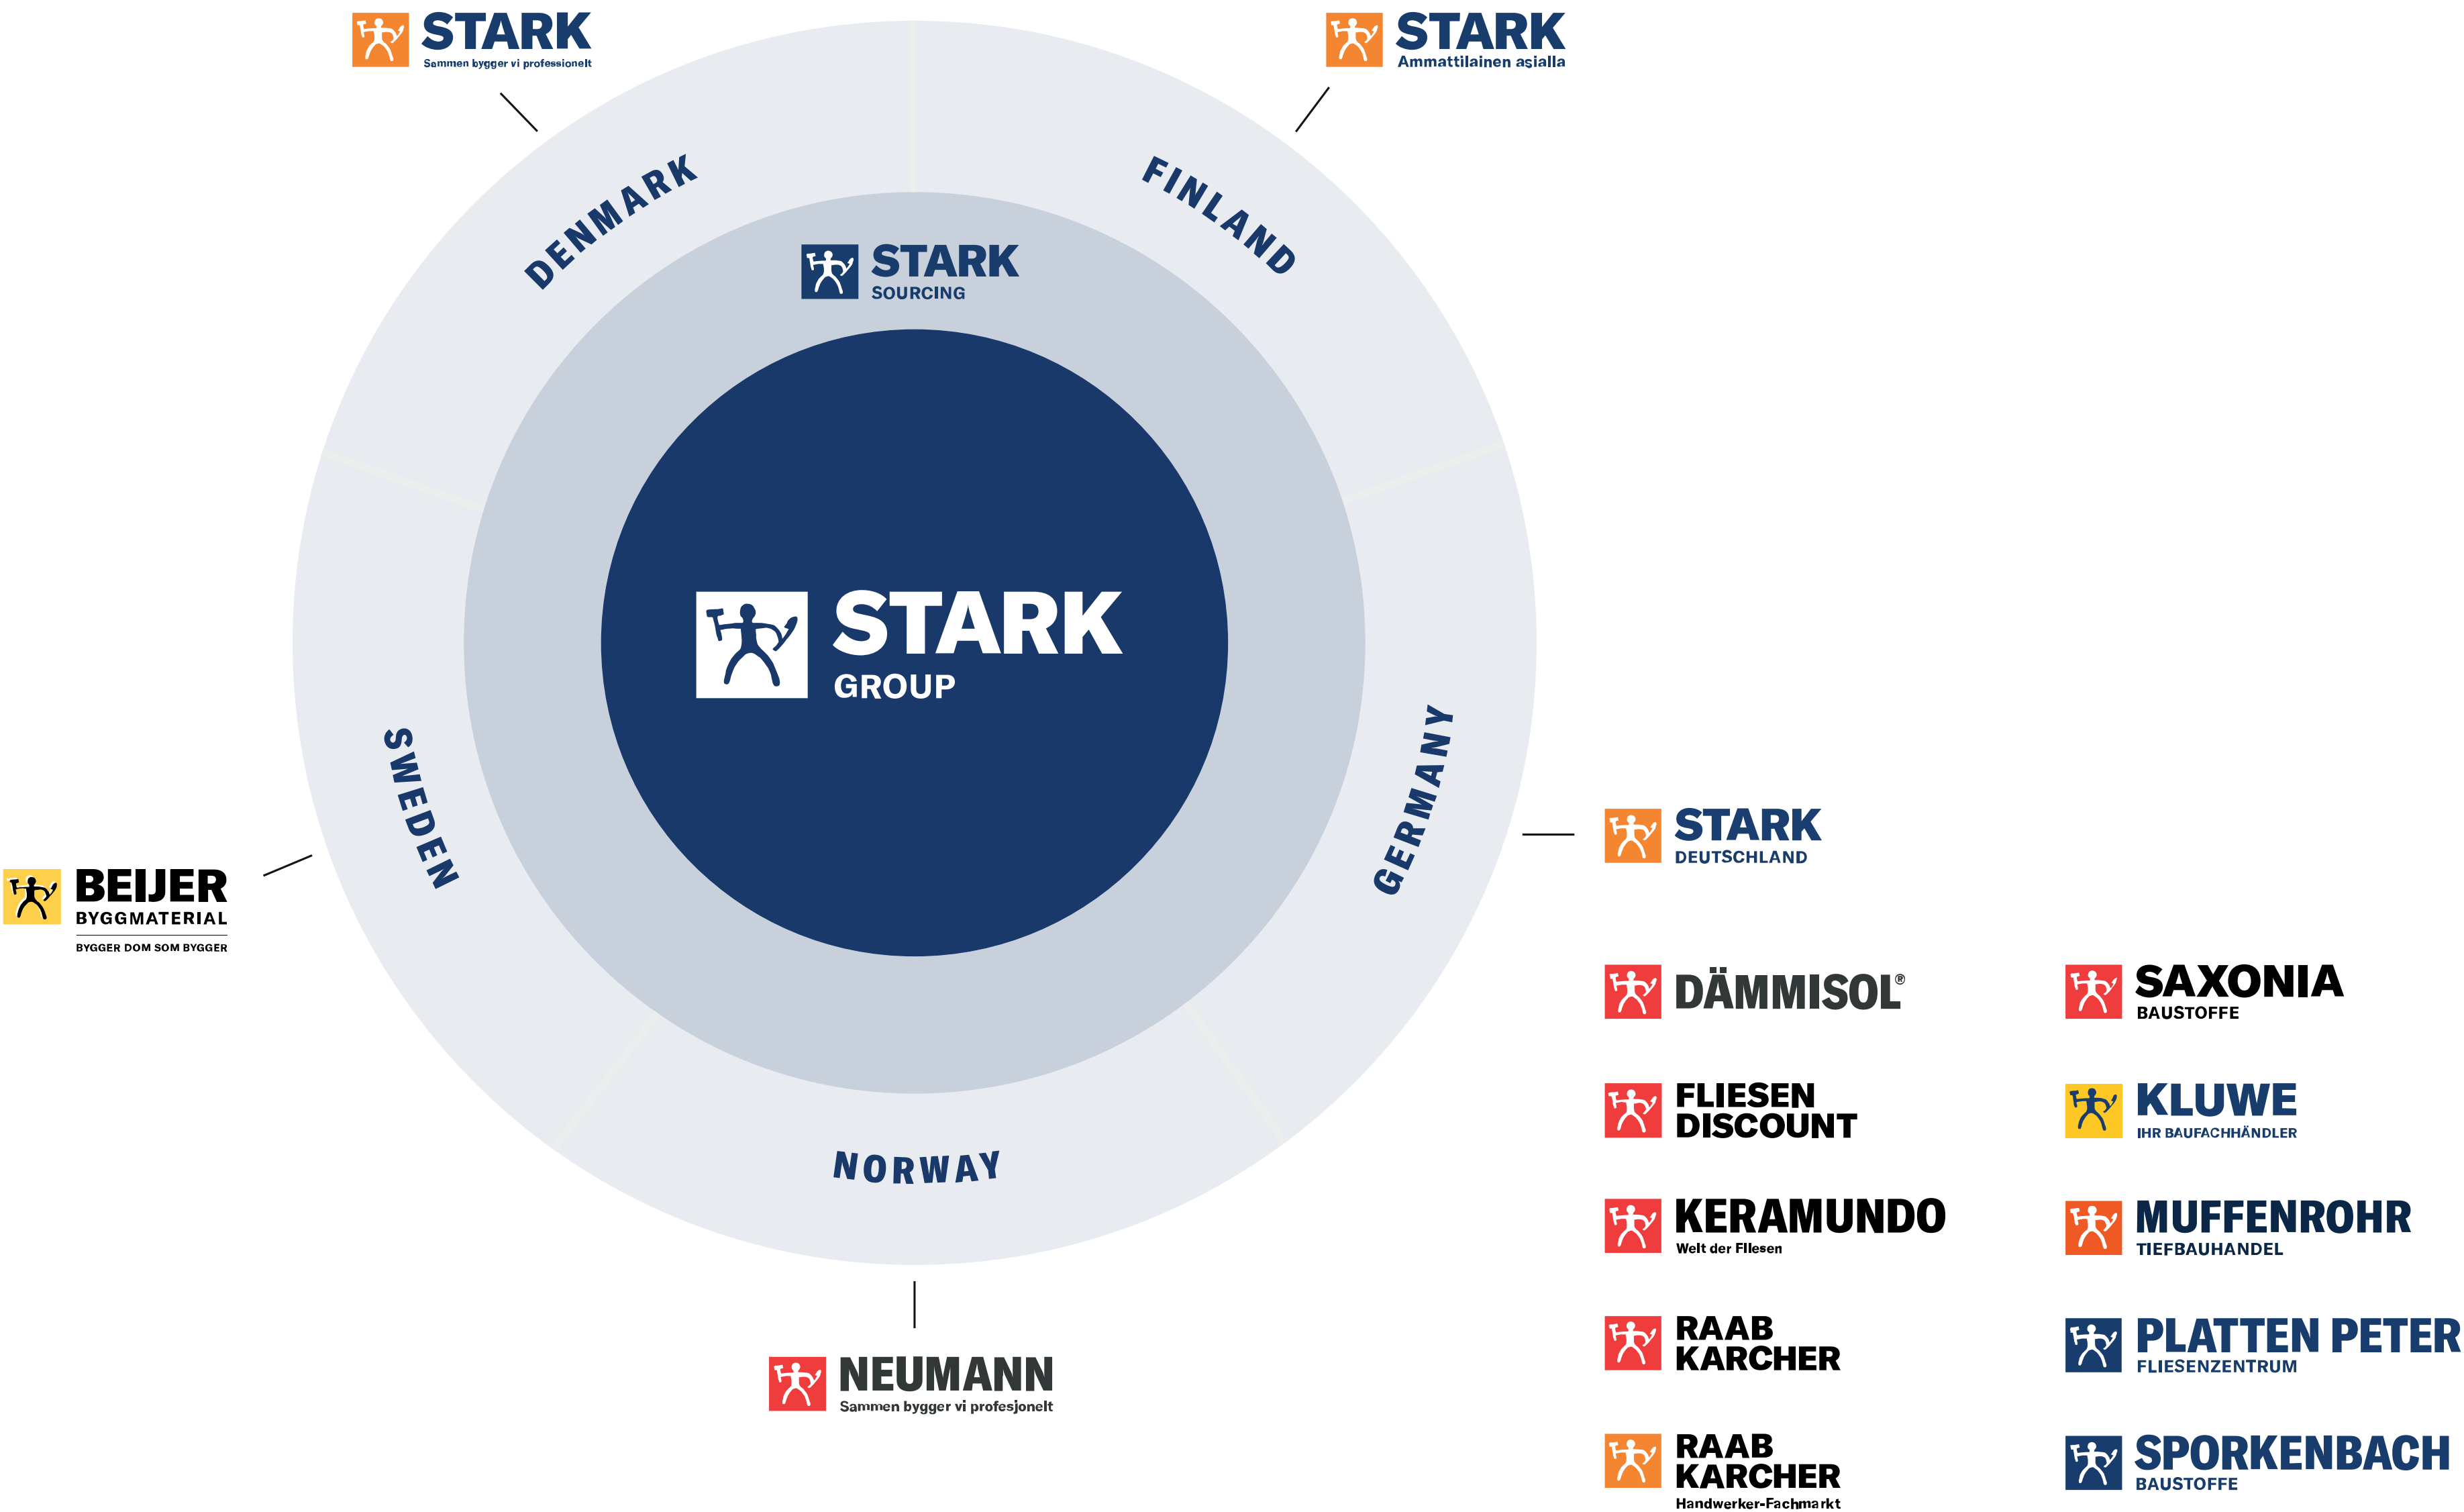 STARK
Sammen bygger vi professionelt
STARK
Ammattilainen asialla
DENMARK
FINLAND
STARK
SOURCING
STARK
GROUP
SWEDEN
GERMANY
NORWAY
BEIJER
BYGGMATERIAL
BYGGER DOM SOM BYGGER
NEUMANN
Sammen bygger vi profesjonelt
STARK
DEUTSCHLAND
DÄMMISOL®
FLIESEN
DISCOUNT
KERAMUNDO
Welt der Fliesen
RAAB
KARCHER
RAAB
KARCHER
Handwerker-Fachmarkt
SAXONIA
BAUSTOFFE
KLUWE
IHR BAUFACHHÄNDLER
MUFFENROHR
TIEFBAUHANDEL
PLATTEN PETER
FLIESENZENTRUM
SPORKENBACH
BAUSTOFFE